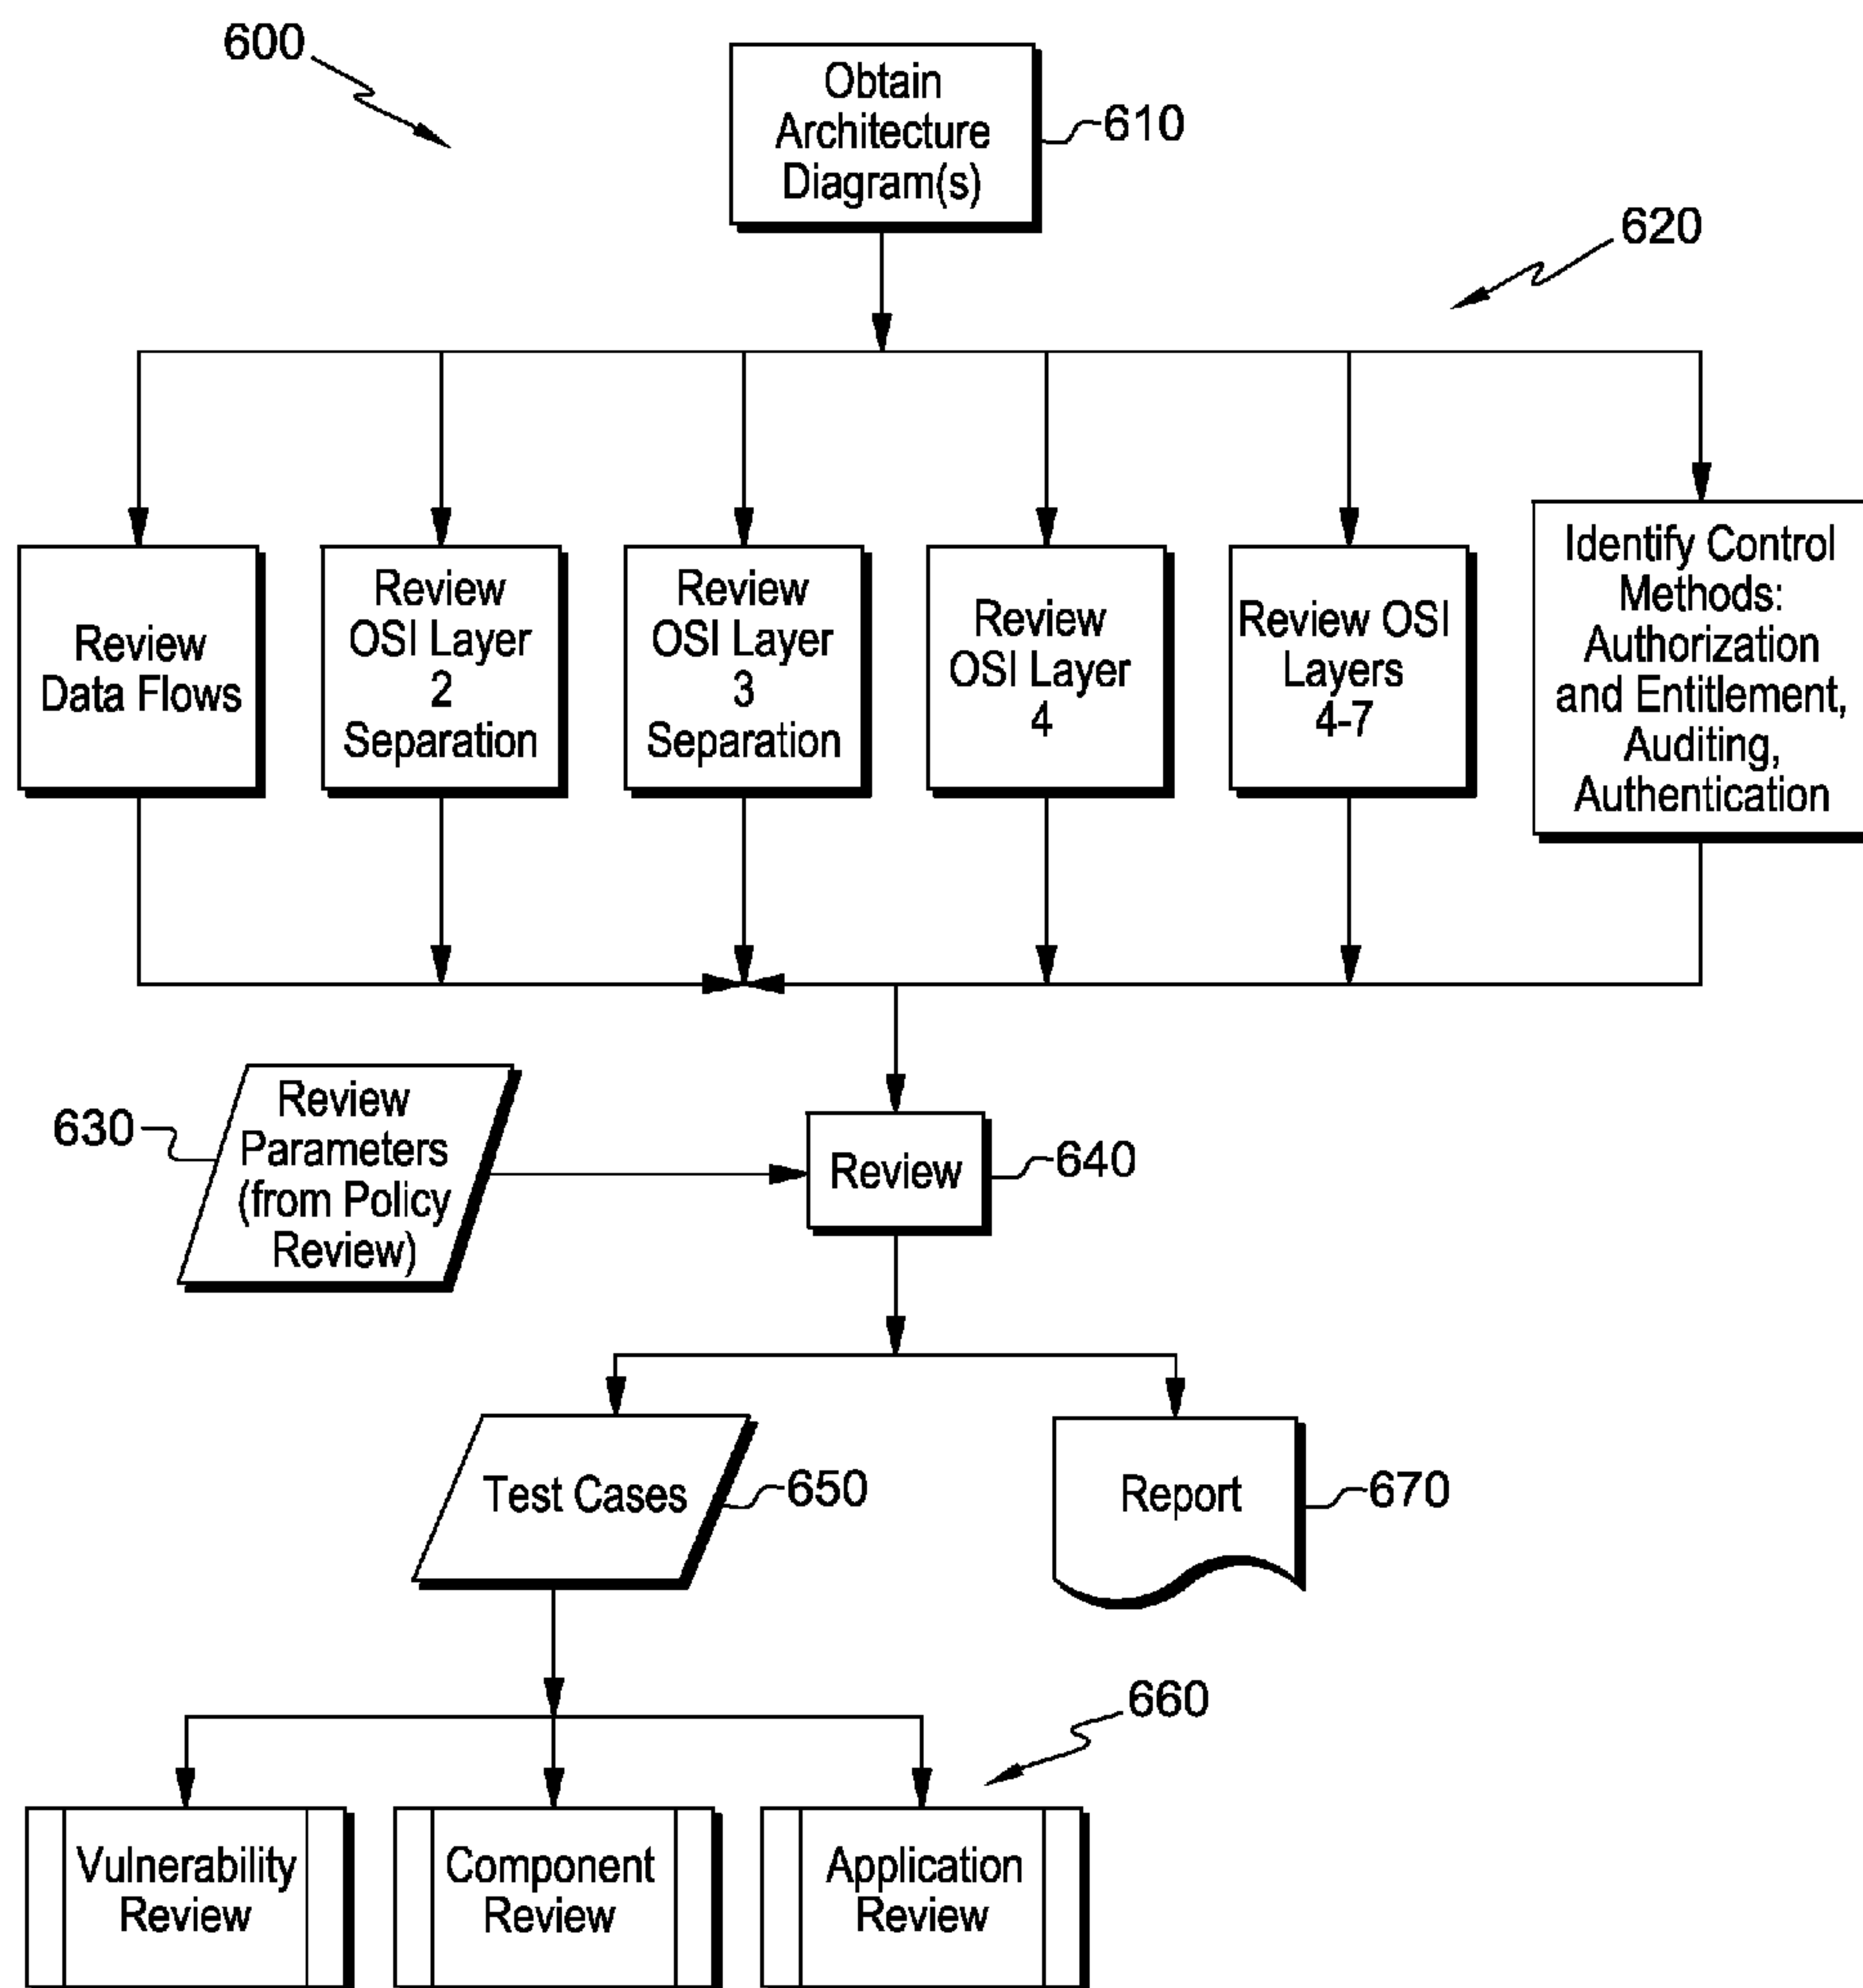 600
Obtain
Architecture
Diagram(s)
610
620
Review
Data Flows
Review
OSI Layer
2
Separation
Review
OSI Layer
3
Separation
Review
OSI Layer
4
Review OSI
Layers
4-7
Identify Control
Methods:
Authorization
and Entitlement,
Auditing,
Authentication
630
Review
Parameters
(from Policy
Review)
Review
640
Test Cases
650
Report
670
660
Vulnerability
Review
Component
Review
Application
Review